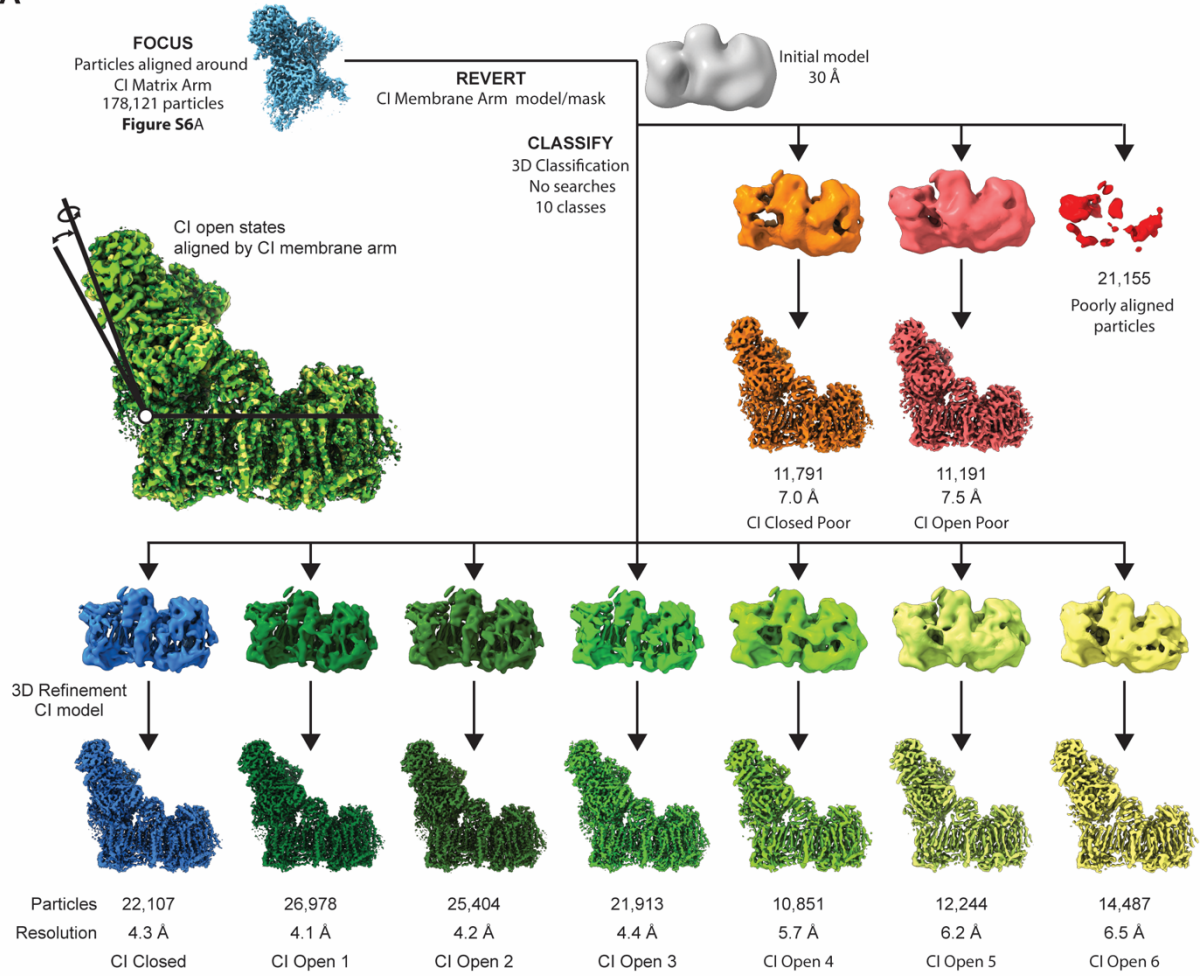 FOCUS
Particles aligned around
CI Matrix Arm
178,121 particles
Figure S6A
REVERT
CI Membrane Arm model/mask
Initial model
30 Å
CLASSIFY
3D Classification
No searches
10 classes
CI open states
aligned by CI membrane arm
21,155
Poorly aligned
particles
11,791
7.0 Å
CI Closed Poor
11,191
7.5 Å
CI Open Poor
3D Refinement
CI model
Particles 22,107 26,978 25,404 21,913 10,851 12,244 14,487
Resolution 4.3 Å 4.1 Å 4.2 Å 4.4 Å 5.7 Å 6.2 Å 6.5 Å
CI Closed CI Open 1 CI Open 2 CI Open 3 CI Open 4 CI Open 5 CI Open 6